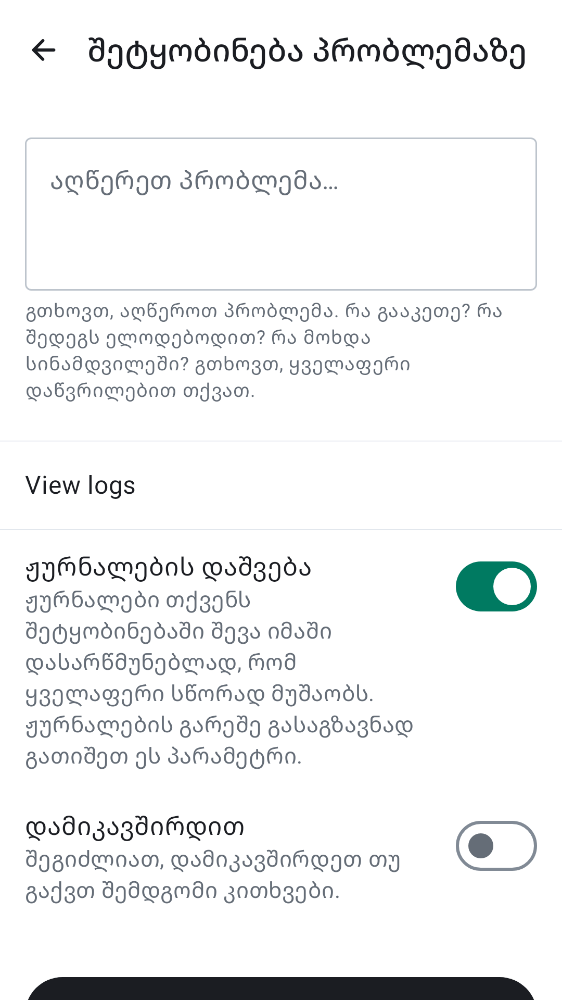 შეტყობინება პრობლემაზე
აღწერეთ პრობლემა...
გთხოვთ, აღწეროთ პრობლემა. რა გააკეთე? რა
შედეგს ელოდებოდით? რა მოხდა
სინამდვილეში? გთხოვთ, ყველაფერი
დაწვრილებით თქვათ.
View logs
ჟურნალების დაშვება
ჟურნალები თქვენს
შეტყობინებაში შევა იმაში
დასარწმუნებლად, რომ
ყველაფერი სწორად მუშაობს.
ჟურნალების გარეშე გასაგზავნად
გათიშეთ ეს პარამეტრი.
დამიკავშირდით
შეგიძლიათ, დამიკავშირდეთ თუ
გაქვთ შემდგომი კითხვები.